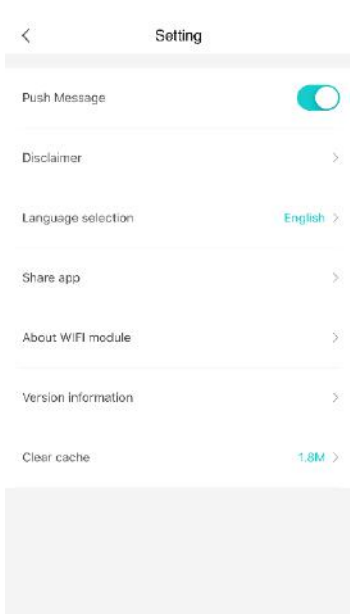 Setting
Push Message
Disclaimer
Language selection English
Share app
About WIFI module
Version information
Clear cache 1.8M